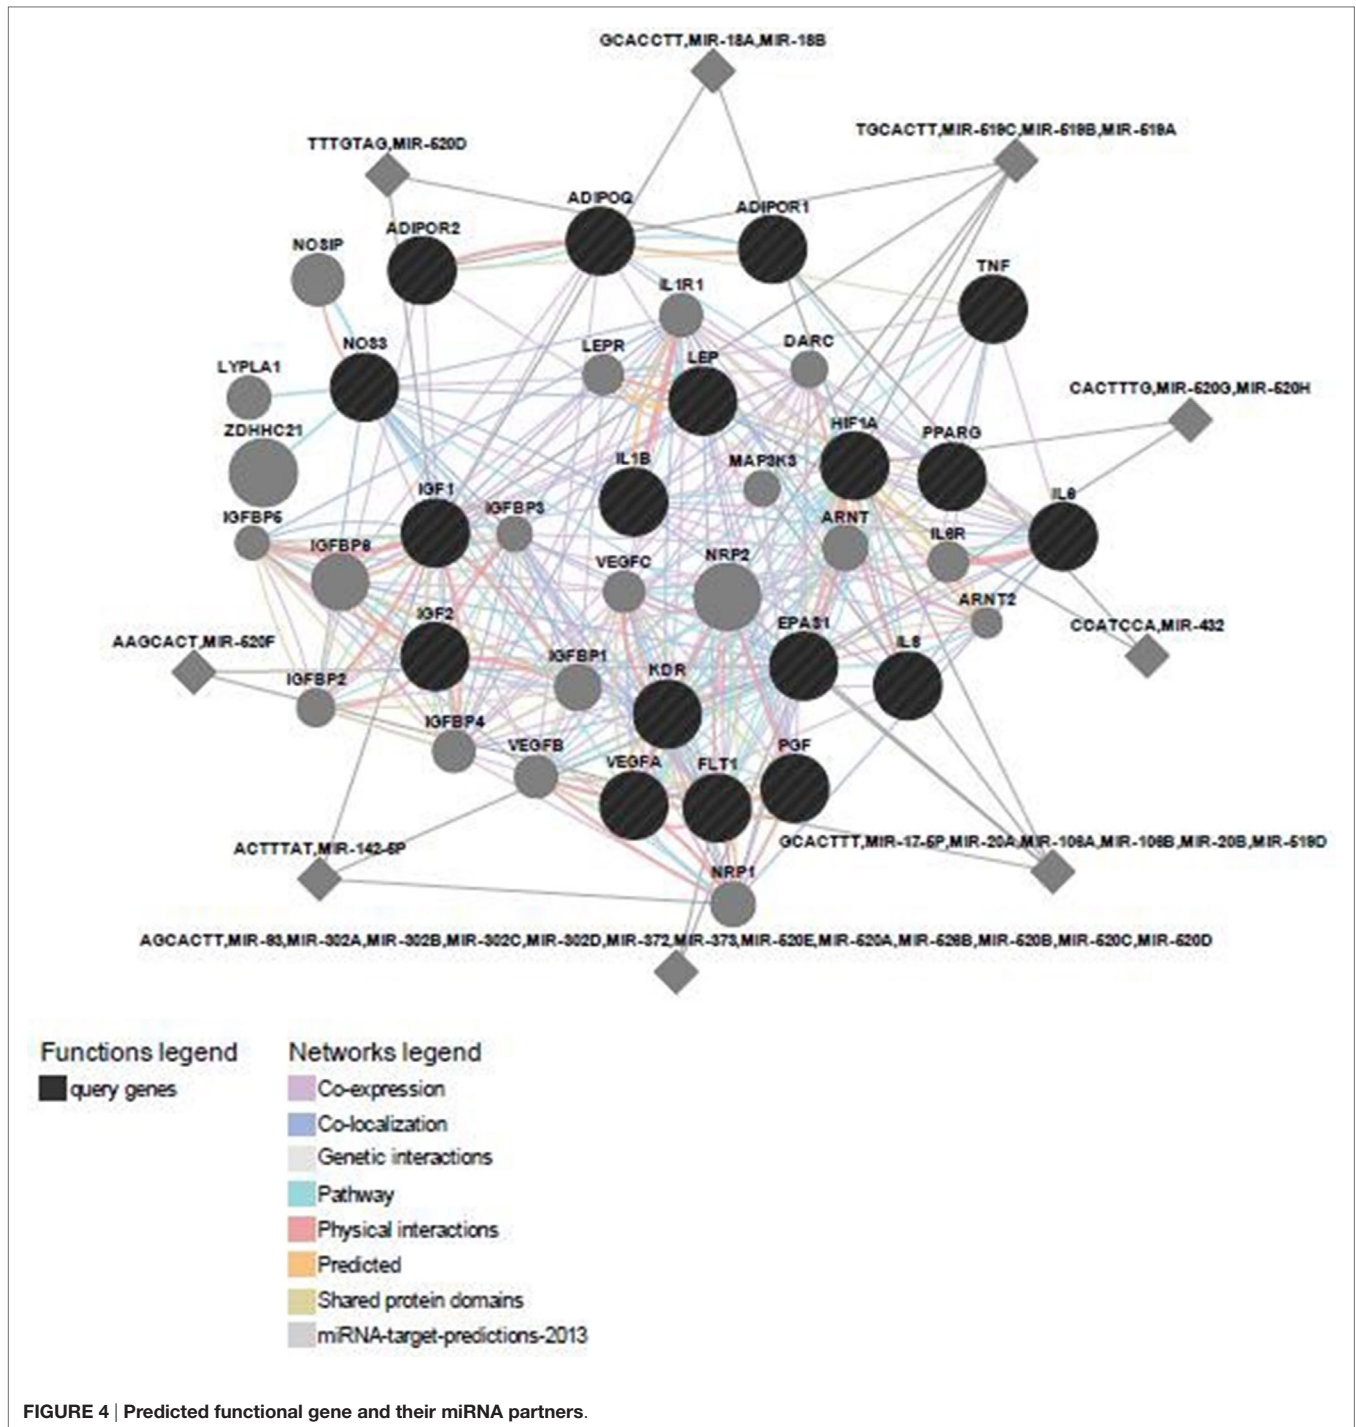 GCACCTT,MIR-18A,MIR-18B
TGCACTT,MIR-519C,MIR-519B,MIR-519A
TTTGTAG,MIR-520D
ADIPOQ
ADIPOR1
ADIPOR2
NOSIP
TNF
IL1R1
NOS3
LEPR
LEP
DARC
LYPLA1
CACTTTG,MIR-520G,MIR-520H
ZDHHC21
HIF1A
PPARG
IL1B
MAP3K3
IGF1
IL6
IGFBP3
IGFBP5
ARNT
IGFBP6
IL6R
NRP2
VEGFC
ARNT2
IGF2
EPAS1
CCATCCA,MIR-432
AAGCACT,MIR-520F
IL8
IGFBP1
KDR
IGFBP2
IGFBP4
VEGFB
PGF
VEGFA
FLT1
GCACTTT,MIR-17-5P,MIR-20A,MIR-106A,MIR-106B,MIR-20B,MIR-519D
ACTTTAT,MIR-142-5P
NRP1
AGCACTT,MIR-93,MIR-302A,MIR-302B,MIR-302C,MIR-302D,MIR-372,MIR-373,MIR-520E,MIR-520A,MIR-526B,MIR-520B,MIR-520C,MIR-520D
Functions legend
query genes
Networks legend
Co-expression
Co-localization
Genetic interactions
Pathway
Physical interactions
Predicted
Shared protein domains
miRNA-target-predictions-2013
FIGURE 4 | Predicted functional gene and their miRNA partners.